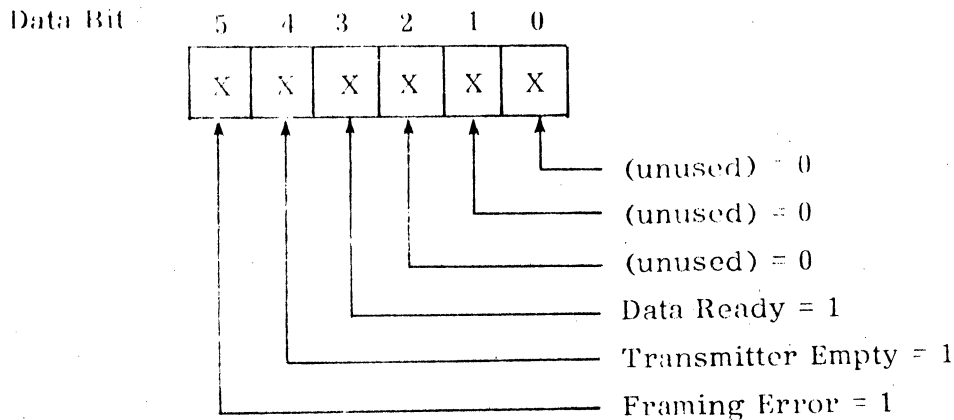 Data Bit 5 4 3 2 1 0
X X X X X X
(unused) = 0
(unused) = 0
(unused) = 0
Data Ready = 1
Transmitter Empty = 1
Framing Error = 1